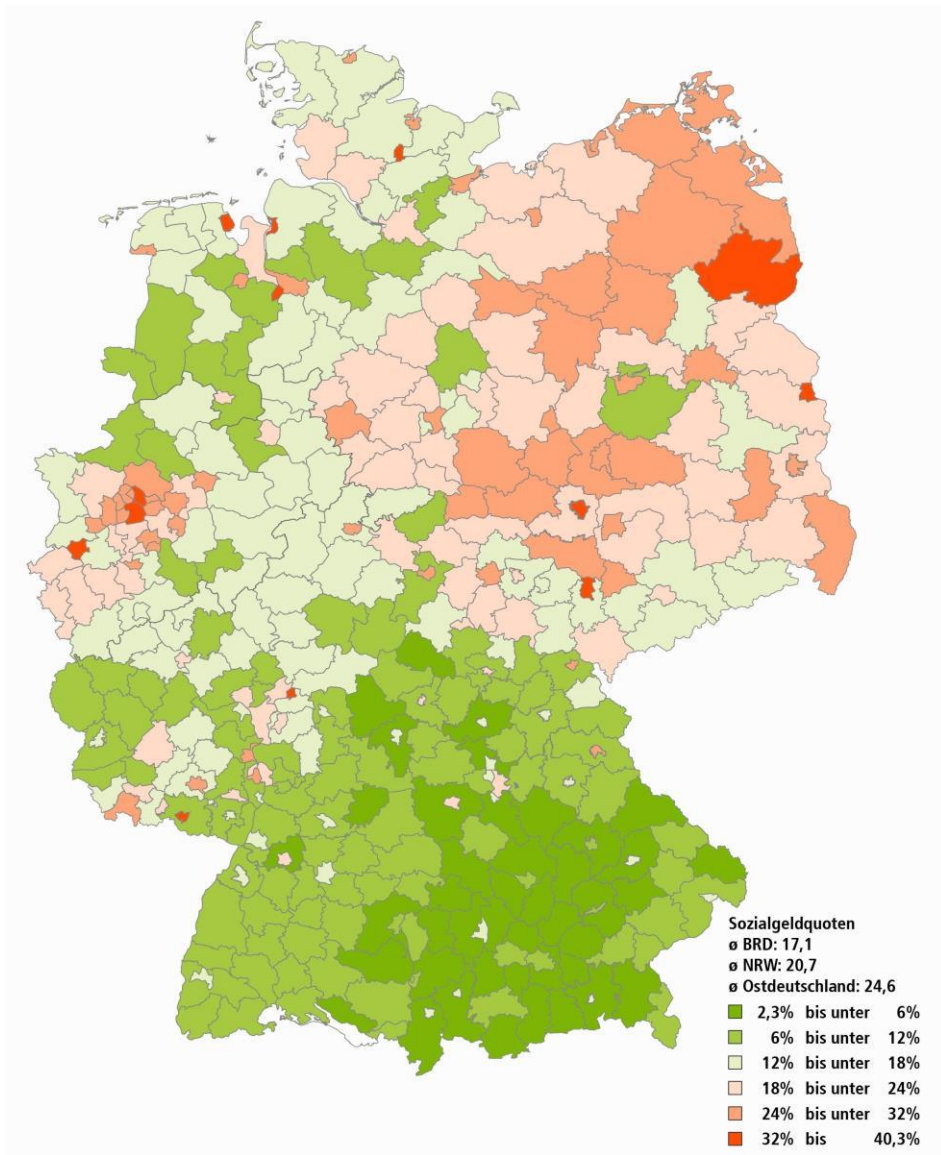 Sozialgeldquoten
ø BRD: 17,1
ø NRW: 20,7
ø Ostdeutschland: 24,6
2,3% bis unter 6%
6% bis unter 12%
12% bis unter 18%
18% bis unter 24%
24% bis unter 32%
32% bis 40,3%